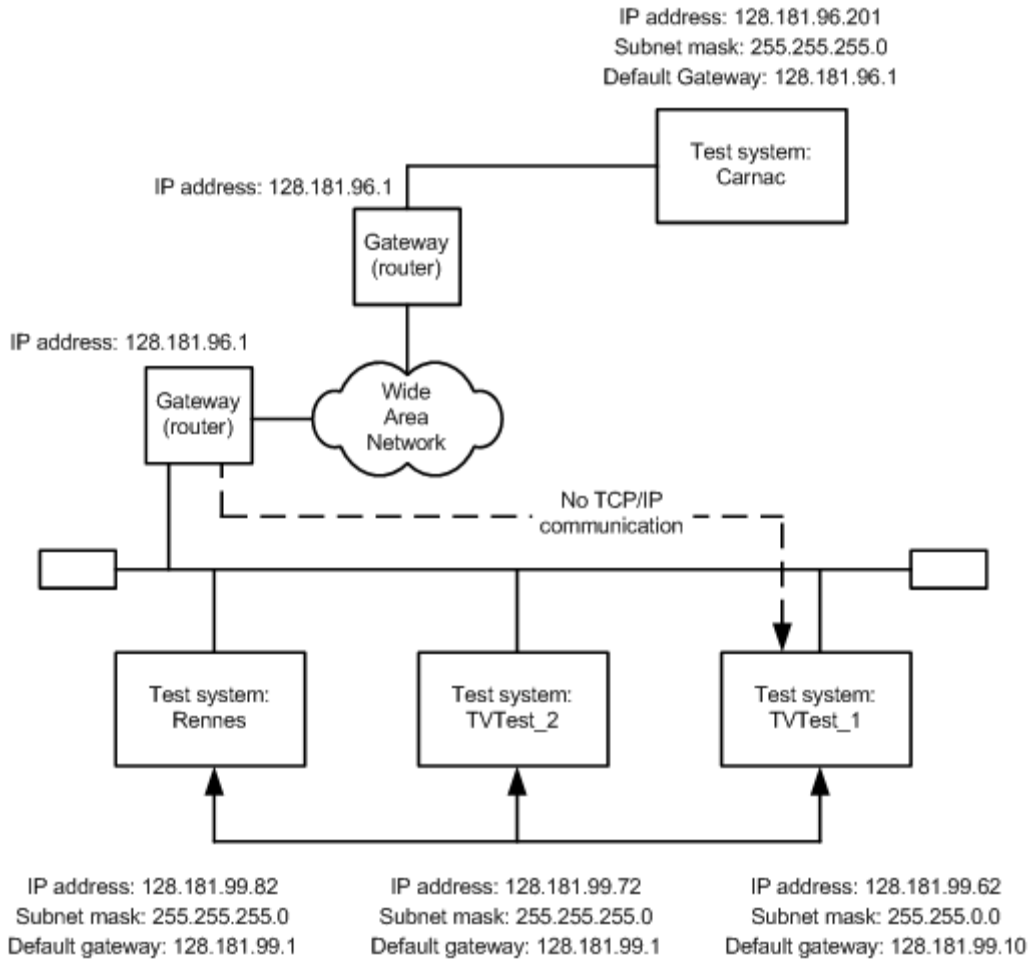 IP address: 128.181.96.201
Subnet mask: 255.255.255.0
Default Gateway: 128.181.96.1
Test system:
Carnac
IP address: 128.181.96.1
Gateway
(router)
IP address: 128.181.96.1
Gateway
(router)
Wide
Area
Network
No TCP/IP
communication
Test system:
Rennes
Test system:
TVTest_2
Test system:
TVTest_1
IP address: 128.181.99.82
Subnet mask: 255.255.255.0
Default gateway: 128.181.99.1
IP address: 128.181.99.72
Subnet mask: 255.255.255.0
Default gateway: 128.181.99.1
IP address: 128.181.99.62
Subnet mask: 255.255.0.0
Default gateway: 128.181.99.10